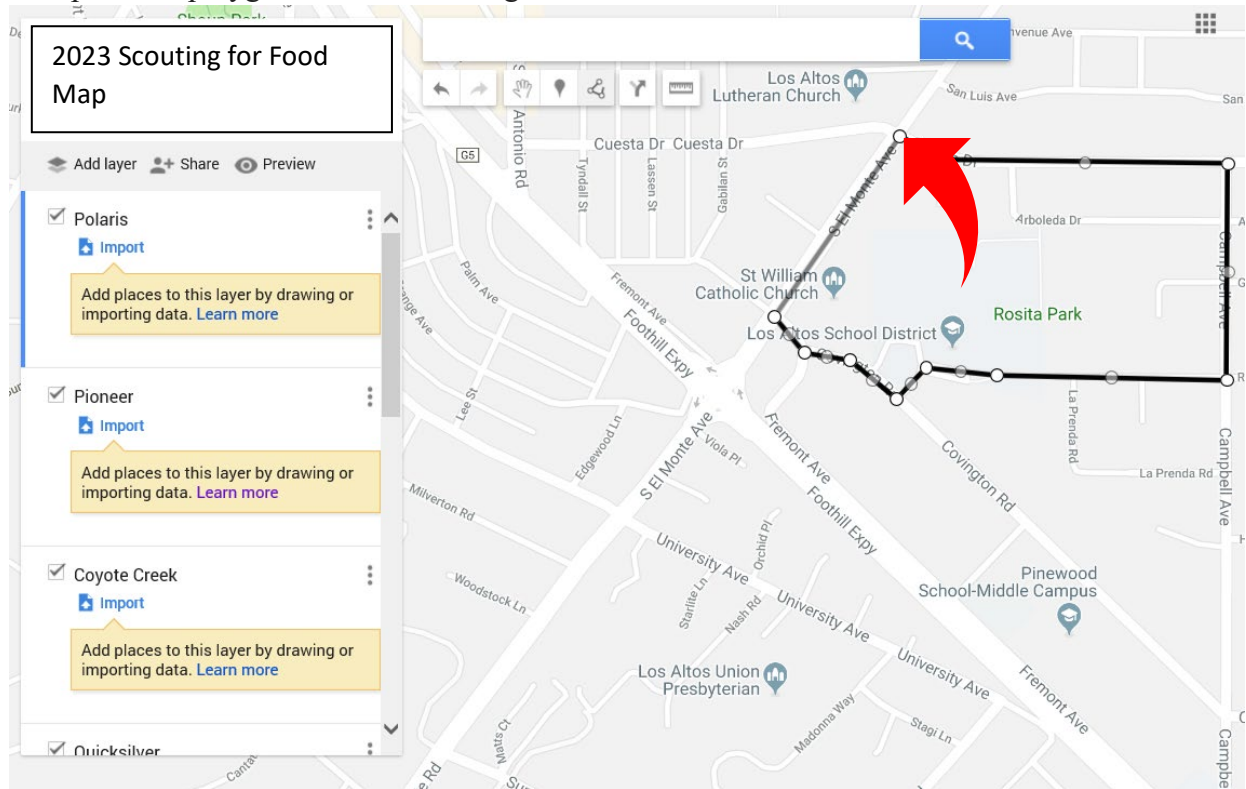 2023 Scouting for Food
Map
Add layer Share Preview
Polaris
Import
Add places to this layer by drawing or
importing data. Learn more
Pioneer
Import
Add places to this layer by drawing or
importing data. Learn more
Coyote Creek
Import
Add places to this layer by drawing or
importing data. Learn more
Quicksilver
Los Altos
Lutheran Church
San Luis Ave
San
Cuesta Dr Cuesta Dr
G5
Antonio Rd
Tyndall St
Lassen St
Gabilan St
S El Monte Ave
Arboleda Dr
Campbell Ave
St William
Catholic Church
Los Altos School District
Rosita Park
Palm Ave
Fremont Ave
Foothill Expy
Lee St
Edgewood Ln
S El Monte Ave
Viola Pl
Fremont Ave
Foothill Expy
Covington Rd
La Prenda Rd
La Prenda Rd
Campbell Ave
Milverton Rd
Woodstock Ln
University Ave
Orchid Pl
Starlite Ln
Nash Rd
University Ave
Pinewood
School-Middle Campus
Los Altos Union
Presbyterian
University Ave
Fremont Ave
Madonna Way
Stagi Ln
Matts Ct
Campbe